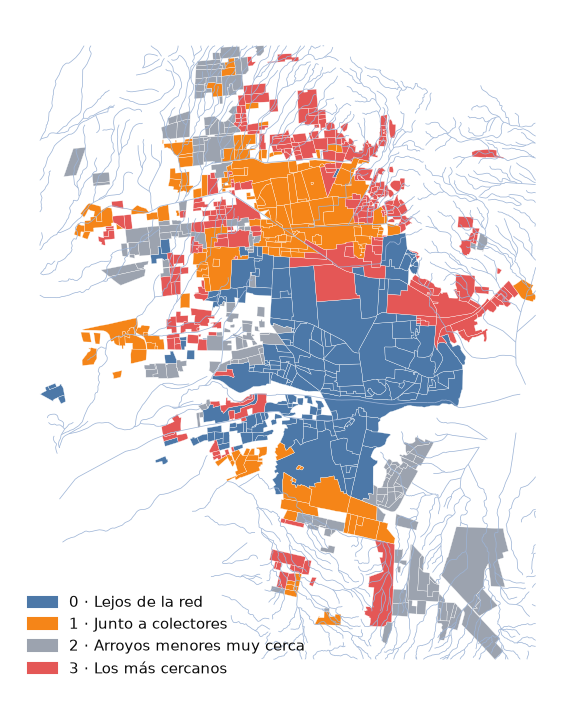 0 · Lejos de la red
1 · Junto a colectores
2 · Arroyos menores muy cerca
3 · Los más cercanos